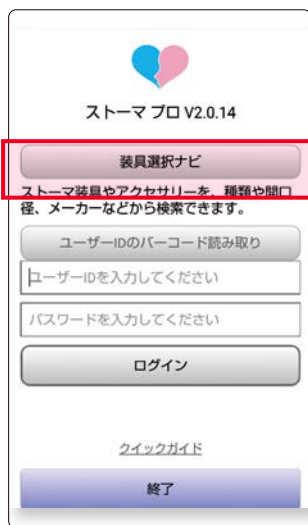 ストーマ プロ V2.0.14
装具選択ナビ
ストーマ装具やアクセサリーを、種類や開口
径、メーカーなどから検索できます。
ユーザーIDのバーコード読み取り
ユーザーIDを入力してください
パスワードを入力してください
ログイン
クイックガイド
終了